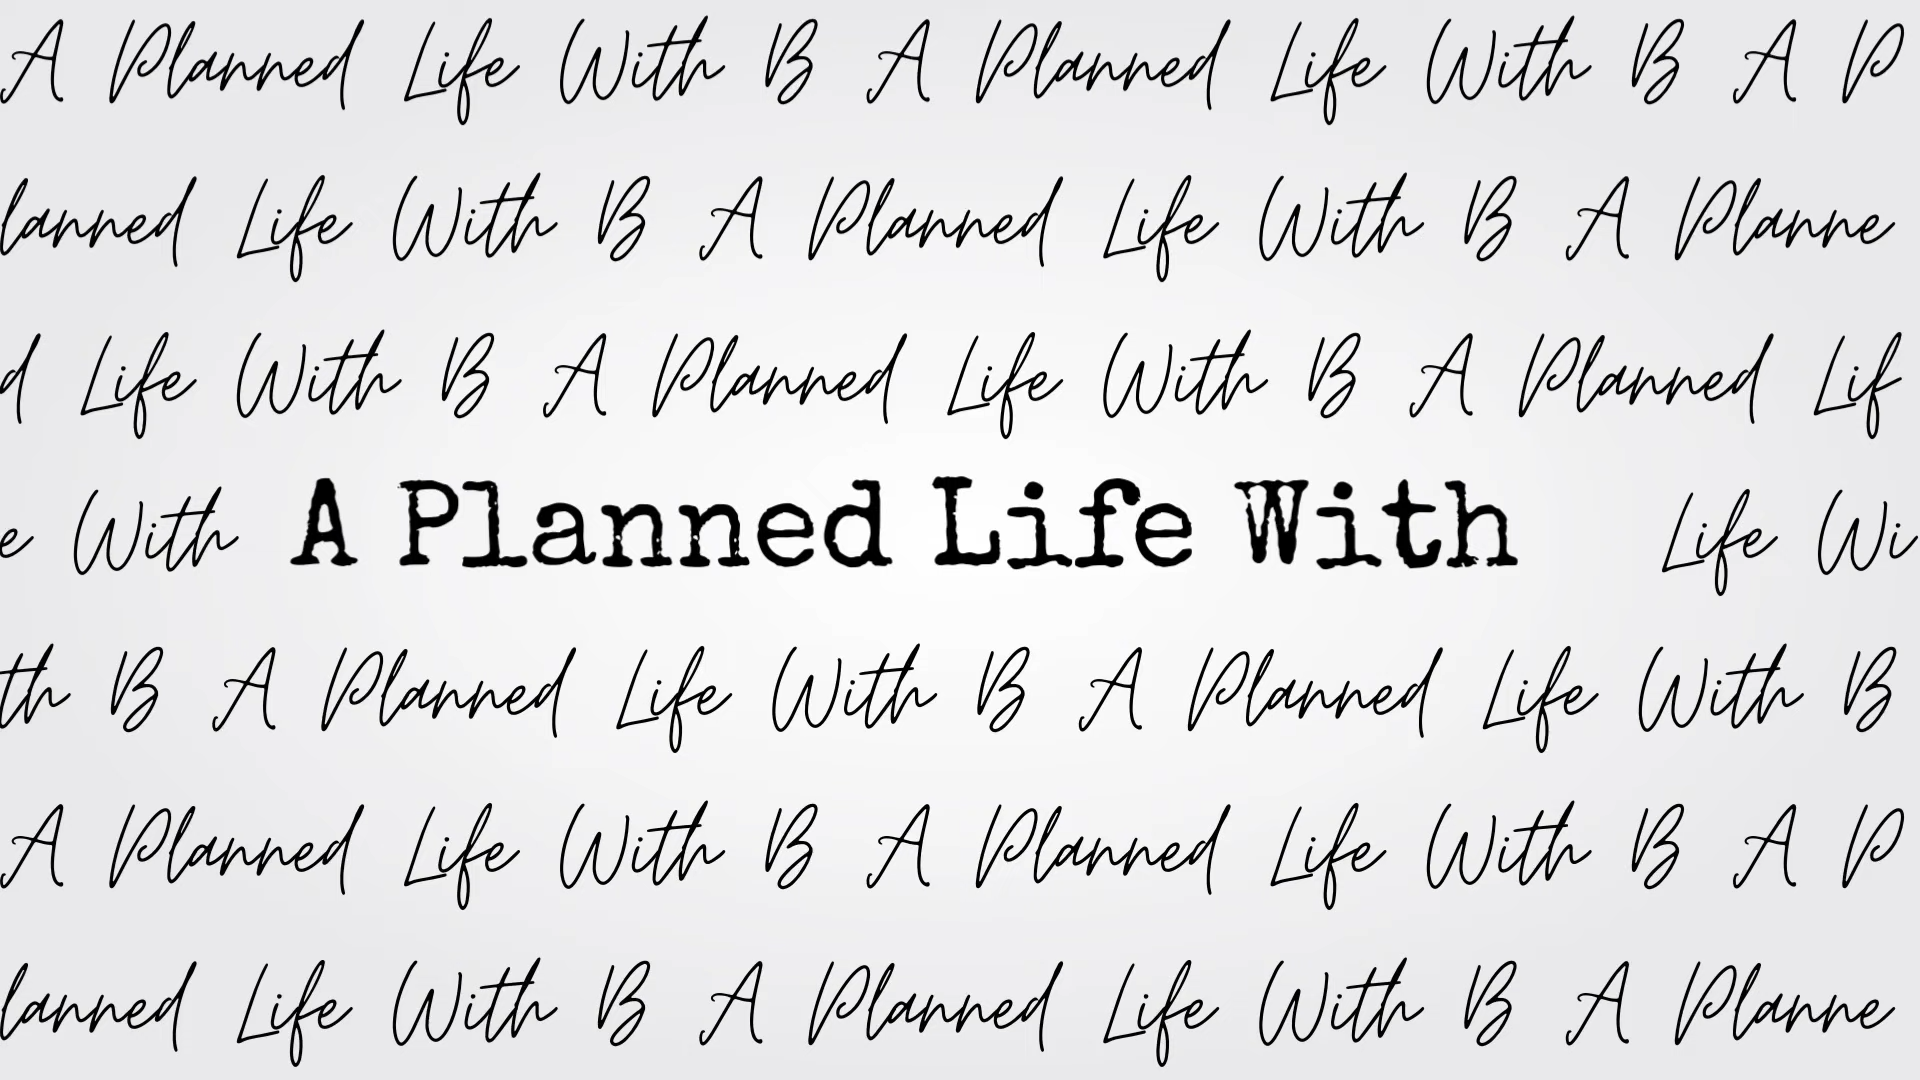 A Planned Life With B A Planned Life With B A P
lanned Life With B A Planned Life With B A Planne
d Life With B A Planned Life With B A Planned Lif
e With A Planned Life With Life Wi
th B A Planned Life With B A Planned Life With B
A Planned Life With B A Planned Life With B A P
lanned Life With B A Planned Life With B A Planne